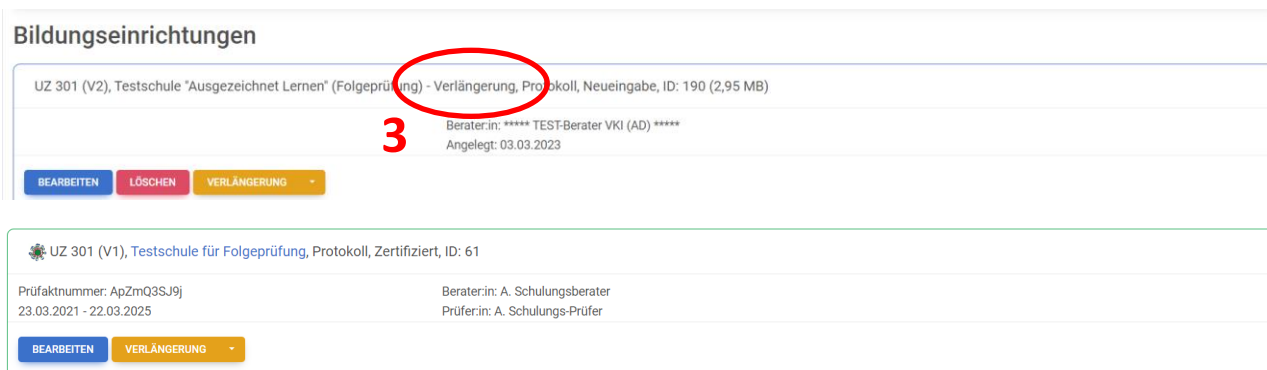 Bildungseinrichtungen
UZ 301 (V2), Testschule "Ausgezeichnet Lernen" (Folgeprüfung) - Verlängerung, Protokoll, Neueingabe, ID: 190 (2,95 MB)
3
Berater:in: ***** TEST-Berater VKI (AD) *****
Angelegt: 03.03.2023
BEARBEITEN LÖSCHEN VERLÄNGERUNG
UZ 301 (V1), Testschule für Folgeprüfung, Protokoll, Zertifiziert, ID: 61
Prüfaktnummer: ApZmQ3SJ9j Berater:in: A. Schulungsberater
23.03.2021 - 22.03.2025 Prüfer:in: A. Schulungs-Prüfer
BEARBEITEN VERLÄNGERUNG